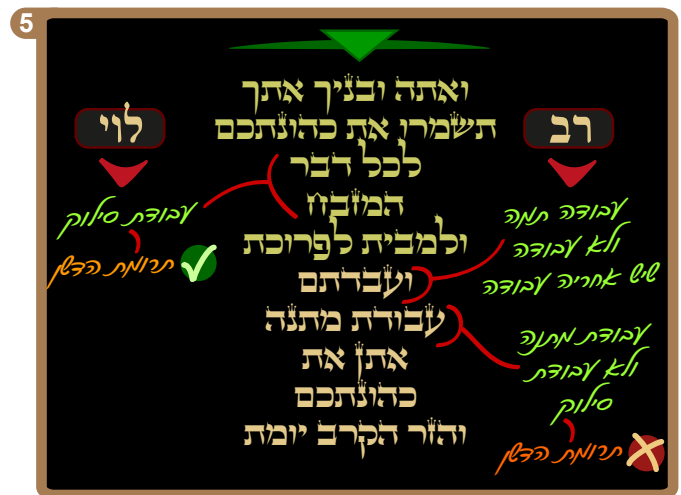 5
ואתה ובניך אתך
תשמרו את כהונתכם
לכל דבר
המזבח
ולמבית לפרוכת
ועבדתם
עבודת מתנה
אתן את
כהונתכם
והזר הקרב יומת
רב
עבודה תמה
ולא עבודה
שיש אחריה עבודה
עבודת מתנה
ולא עבודת
סילוק
תרומת הדשן
לוי
עבודת סילוק
תרומת הדשן